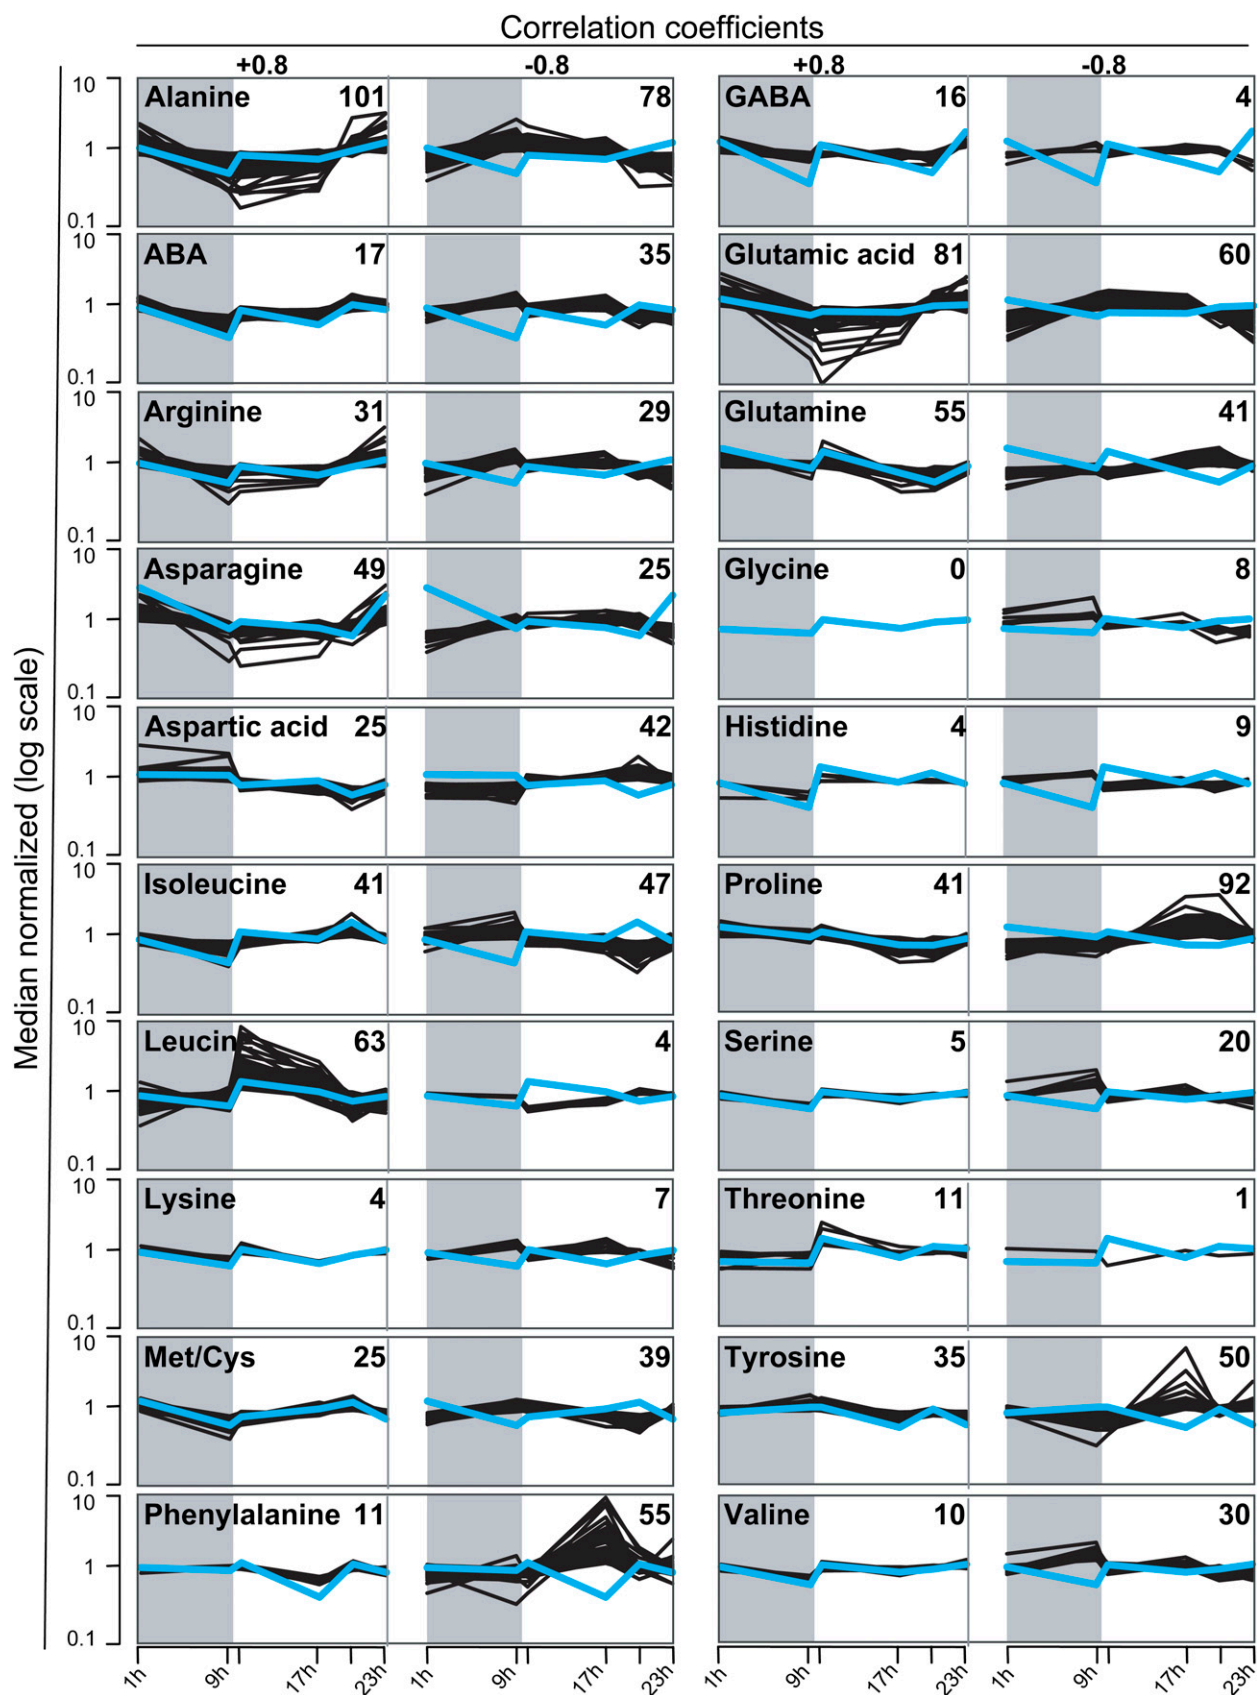 Correlation coefficients
+0.8 -0.8 +0.8 -0.8
Median normalized (log scale)
10 Alanine 101 78 GABA 16 4
1
0.1
10 ABA 17 35 Glutamic acid 81 60
1
0.1
10 Arginine 31 29 Glutamine 55 41
1
0.1
10 Asparagine 49 25 Glycine 0 8
1
0.1
10 Aspartic acid 25 42 Histidine 4 9
1
0.1
10 Isoleucine 41 47 Proline 41 92
1
0.1
10 Leucin 63 4 Serine 5 20
1
0.1
10 Lysine 4 7 Threonine 11 1
1
0.1
10 Met/Cys 25 39 Tyrosine 35 50
1
0.1
10 Phenylalanine 11 55 Valine 10 30
1
0.1
1h 9h 17h 23h 1h 9h 17h 23h 1h 9h 17h 23h 1h 9h 17h 23h